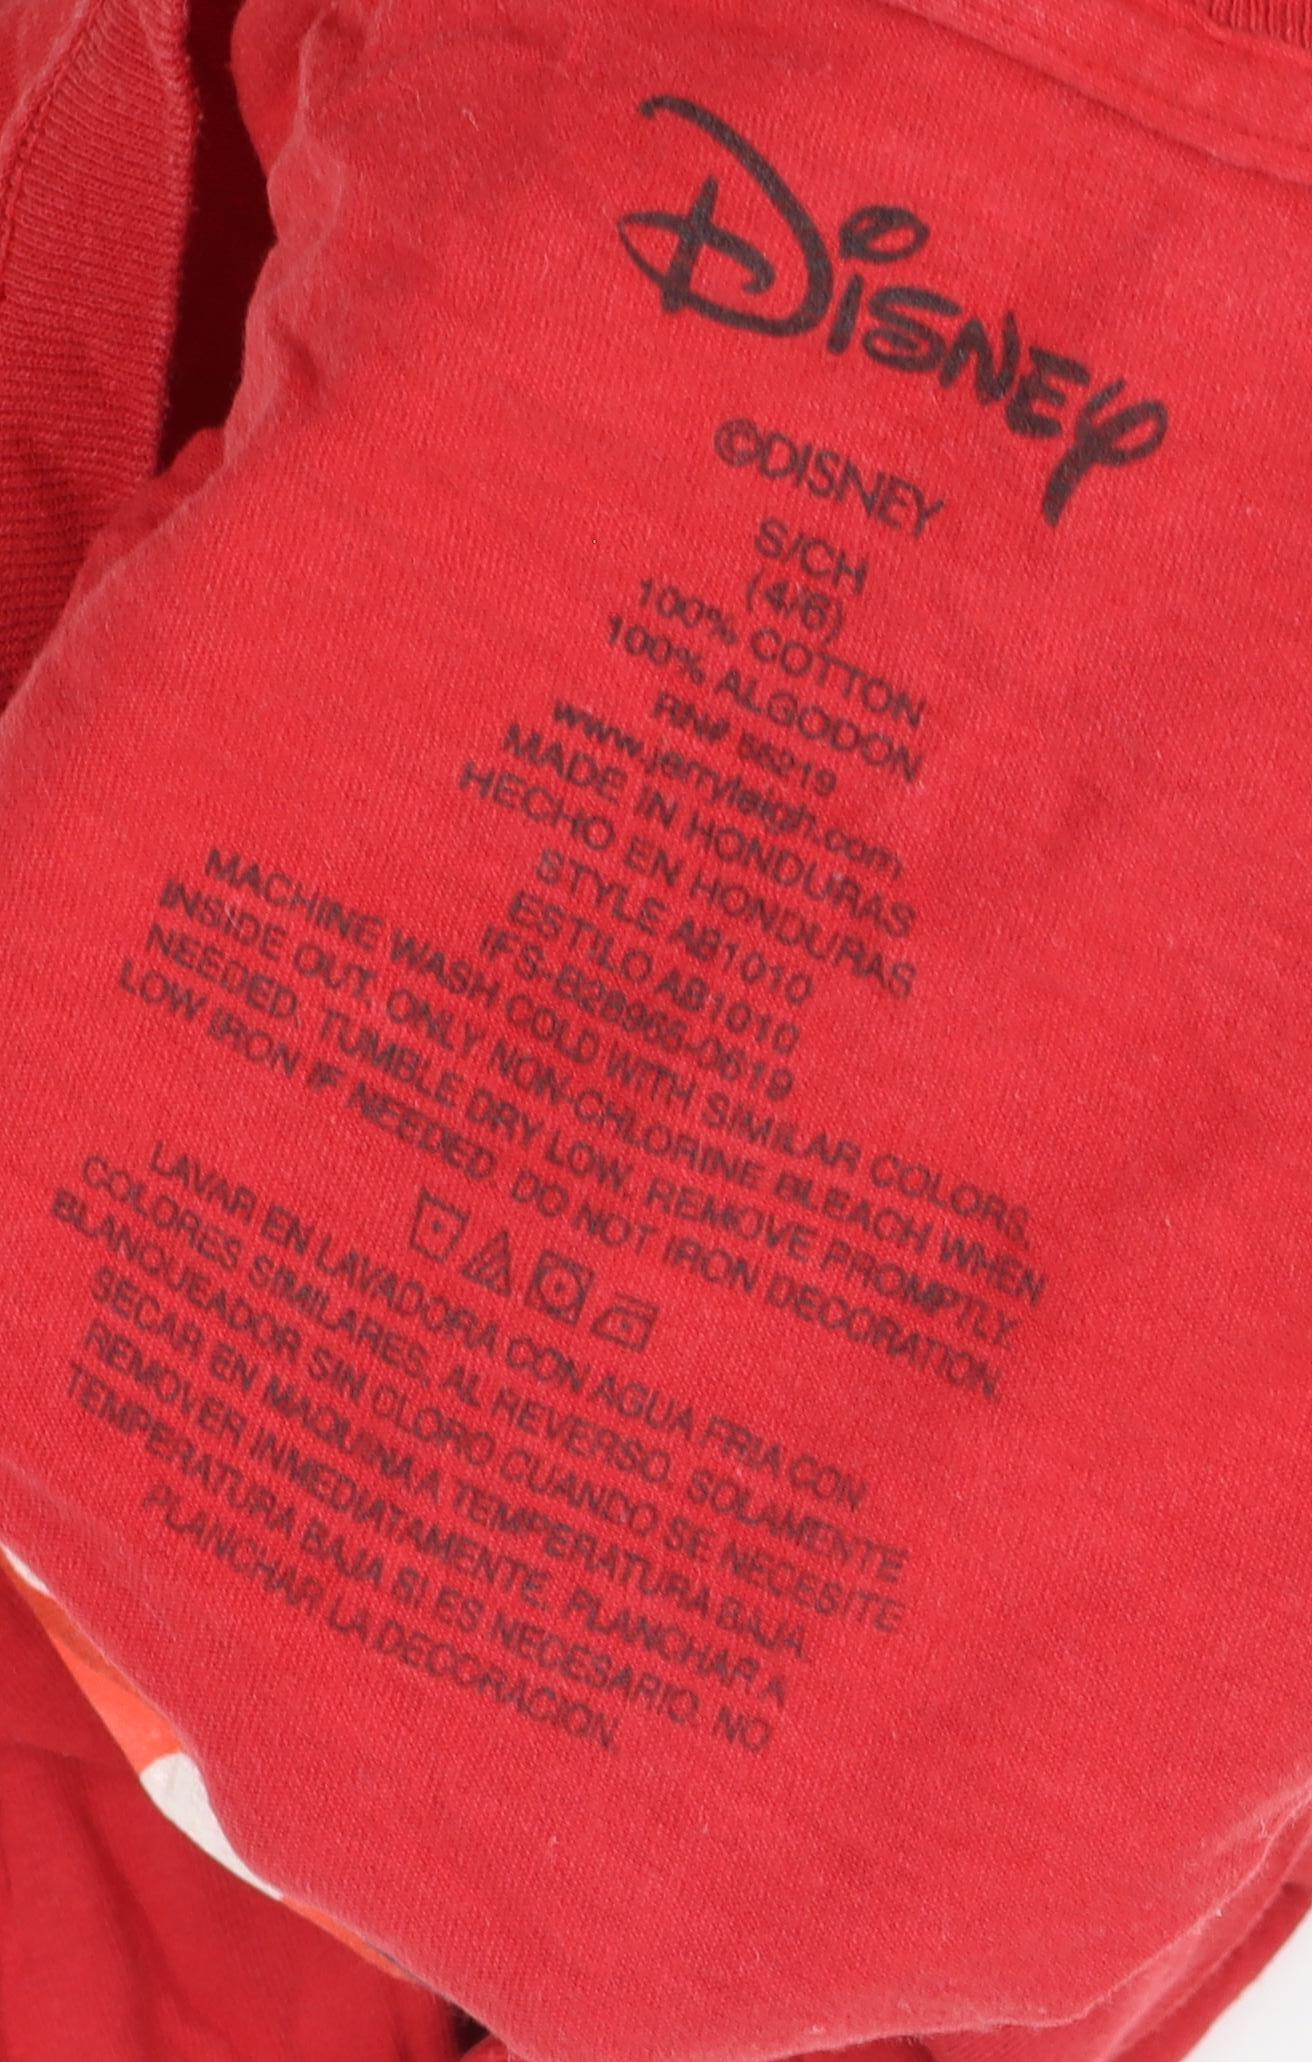 Disney
©DISNEY
S/CH
(4/6)
100% COTTON
100% ALGODON
RN# 56219
www.jerryleigh.com
MADE IN HONDURAS
HECHO EN HONDURAS
STYLE AB1010
ESTILO AB1010
IFS-B28965-0619
MACHINE WASH COLD WITH SIMILAR COLORS,
INSIDE OUT. ONLY NON-CHLORINE BLEACH WHEN
NEEDED. TUMBLE DRY LOW. REMOVE PROMPTLY.
LOW IRON IF NEEDED. DO NOT IRON DECORATION.
LAVAR EN LAVADORA CON AGUA FRIA CON
COLORES SIMILARES, AL REVERSO. SOLAMENTE
BLANQUEADOR SIN CLORO CUANDO SE NECESITE
SECAR EN MAQUINA A TEMPERATURA BAJA.
REMOVER INMEDIATAMENTE. PLANCHAR A
TEMPERATURA BAJA SI ES NECESARIO. NO
PLANCHAR LA DECORACION.